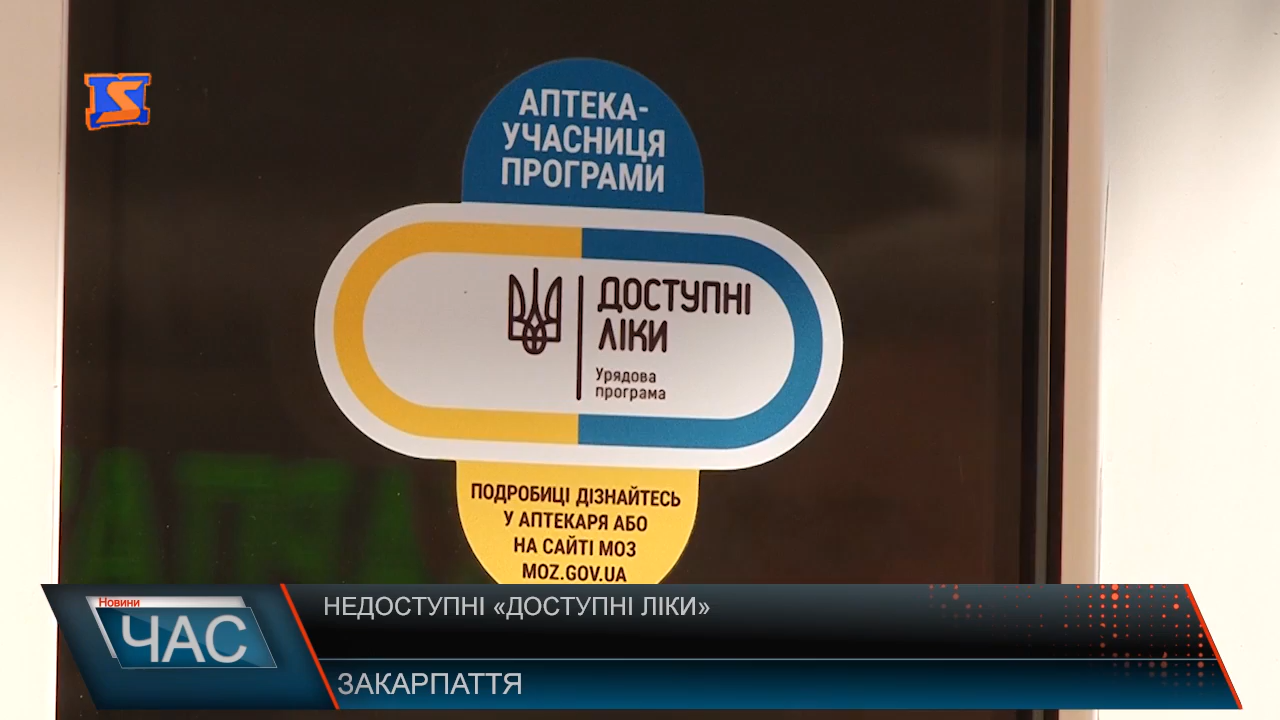 АПТЕКА-
УЧАСНИЦЯ
ПРОГРАМИ
ДОСТУПНІ
ЛІКИ
Урядова
програма
ПОДРОБИЦІ ДІЗНАЙТЕСЬ
У АПТЕКАРЯ АБО
НА САЙТІ МОЗ
MOZ.GOV.UA
Новини
ЧАС
НЕДОСТУПНІ «ДОСТУПНІ ЛІКИ»
ЗАКАРПАТТЯ